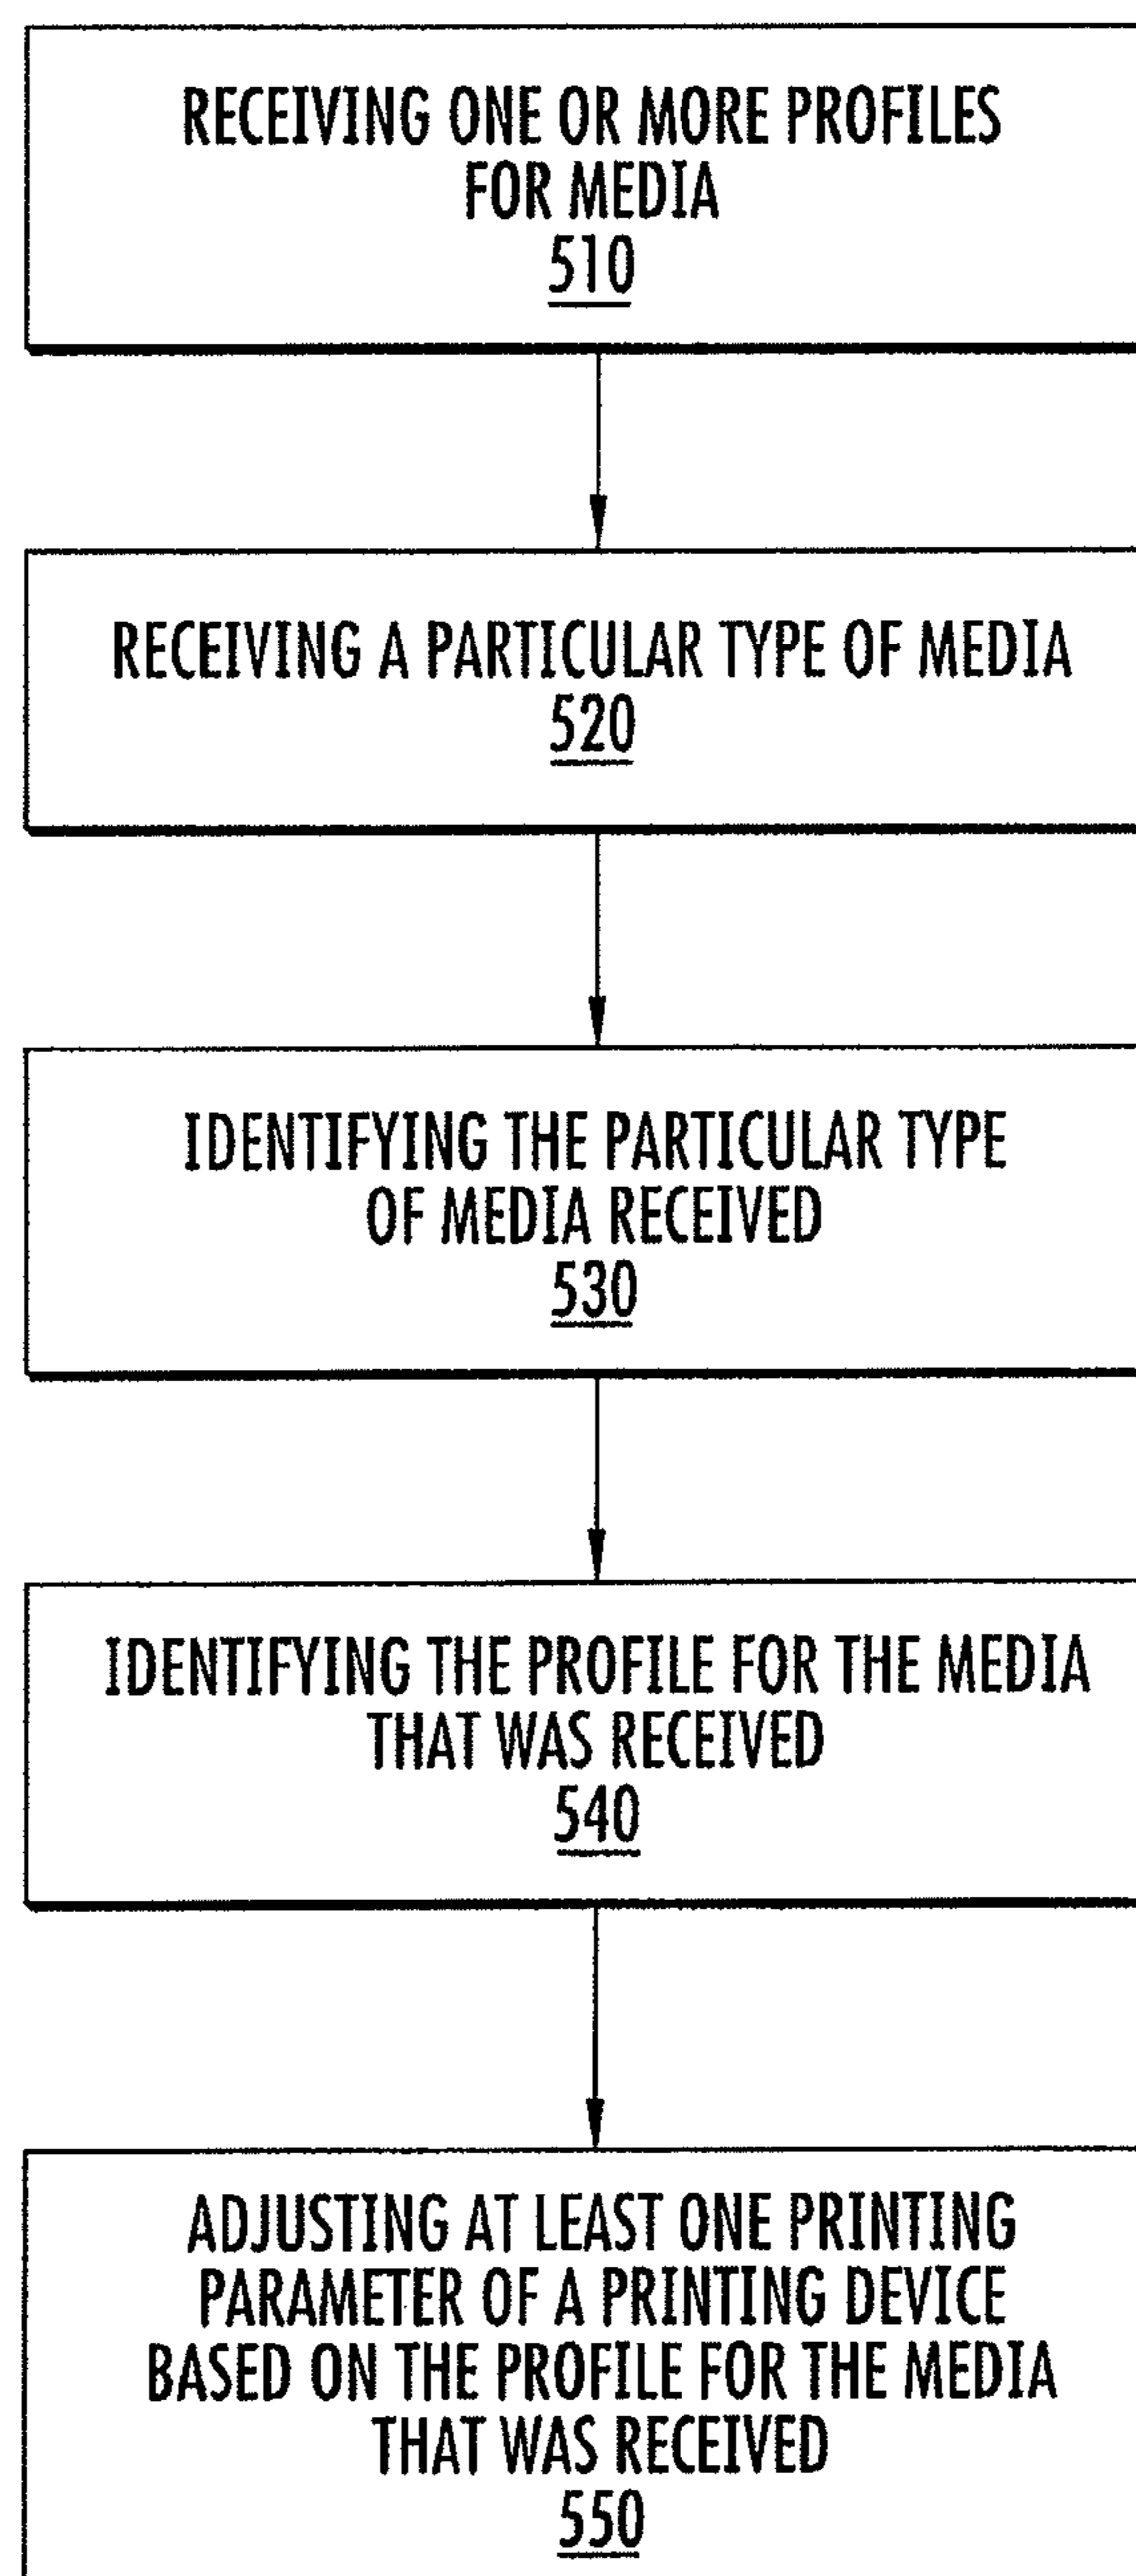 RECEIVING ONE OR MORE PROFILES
FOR MEDIA
510
RECEIVING A PARTICULAR TYPE OF MEDIA
520
IDENTIFYING THE PARTICULAR TYPE
OF MEDIA RECEIVED
530
IDENTIFYING THE PROFILE FOR THE MEDIA
THAT WAS RECEIVED
540
ADJUSTING AT LEAST ONE PRINTING
PARAMETER OF A PRINTING DEVICE
BASED ON THE PROFILE FOR THE MEDIA
THAT WAS RECEIVED
550